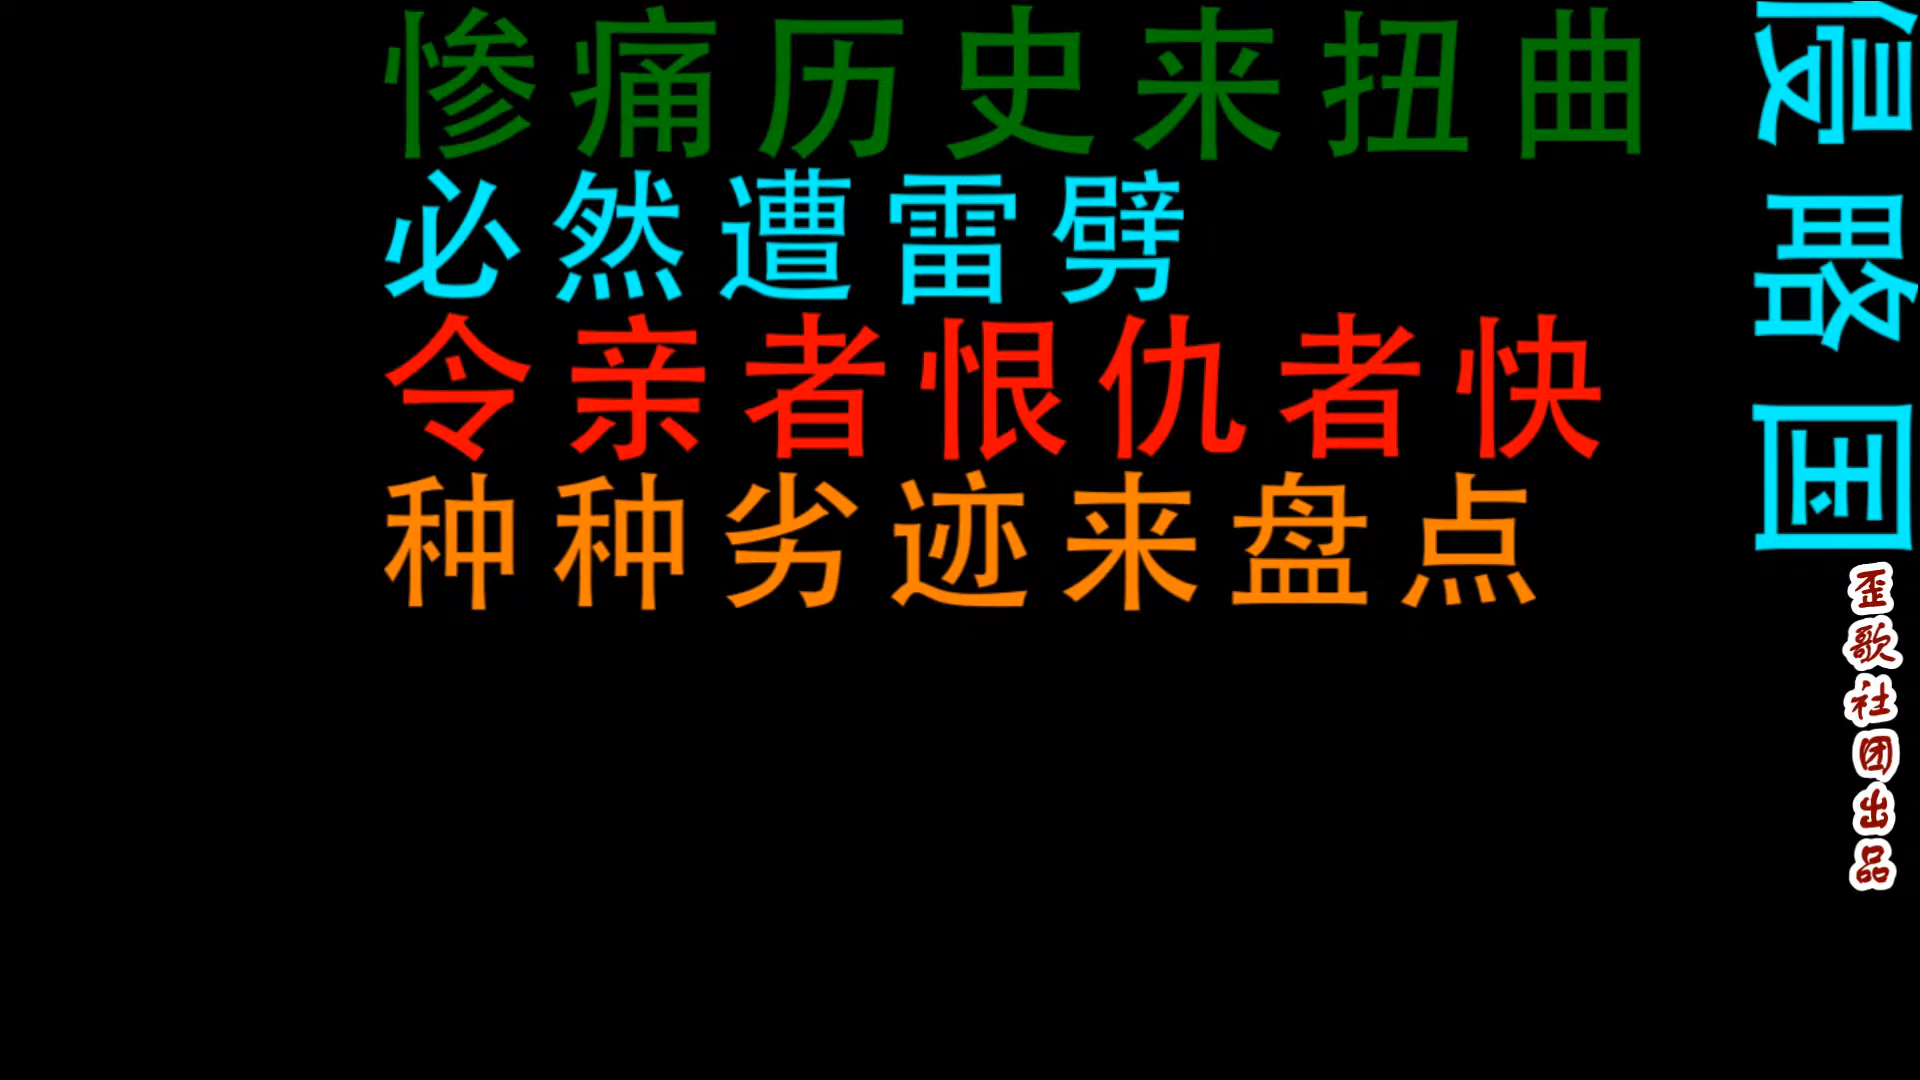 惨痛历史来扭曲
必然遭雷劈
令亲者恨仇者快
种种劣迹来盘点
侵略国
歪歌社团出品